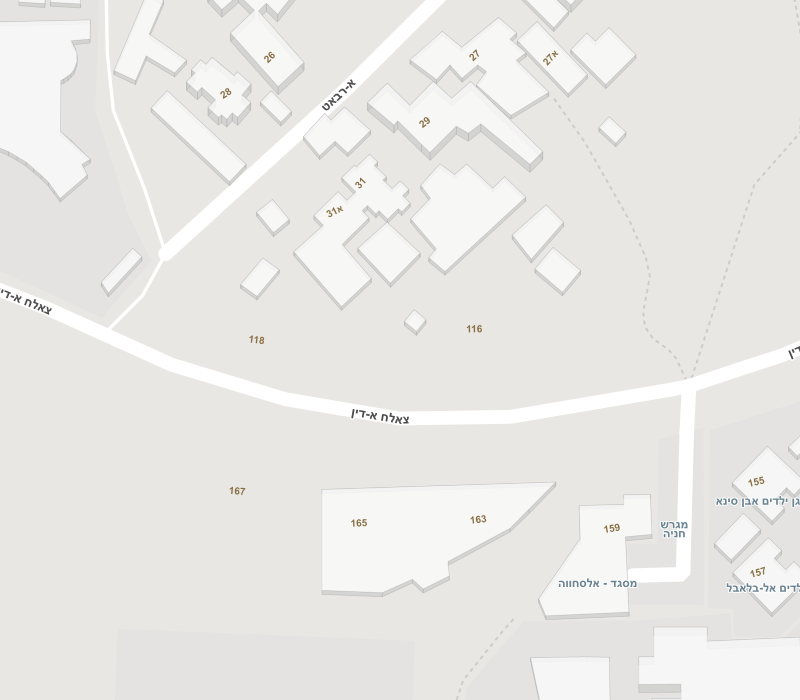 26
27
27א
28
א-רבאט
29
31
31א
צאלח א-דין
118
116
צאלח א-דין
167
165
163
159
155
גן ילדים אבן סינא
מגרש
חניה
157
מסגד - אלסחווה
ילדים אל-בלאבל